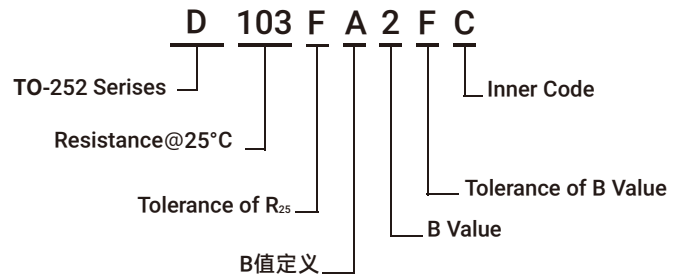 D 103 F A 2 F C
TO-252 Serises
Inner Code
Resistance@25°C
Tolerance of B Value
Tolerance of R25
B Value
B值定义